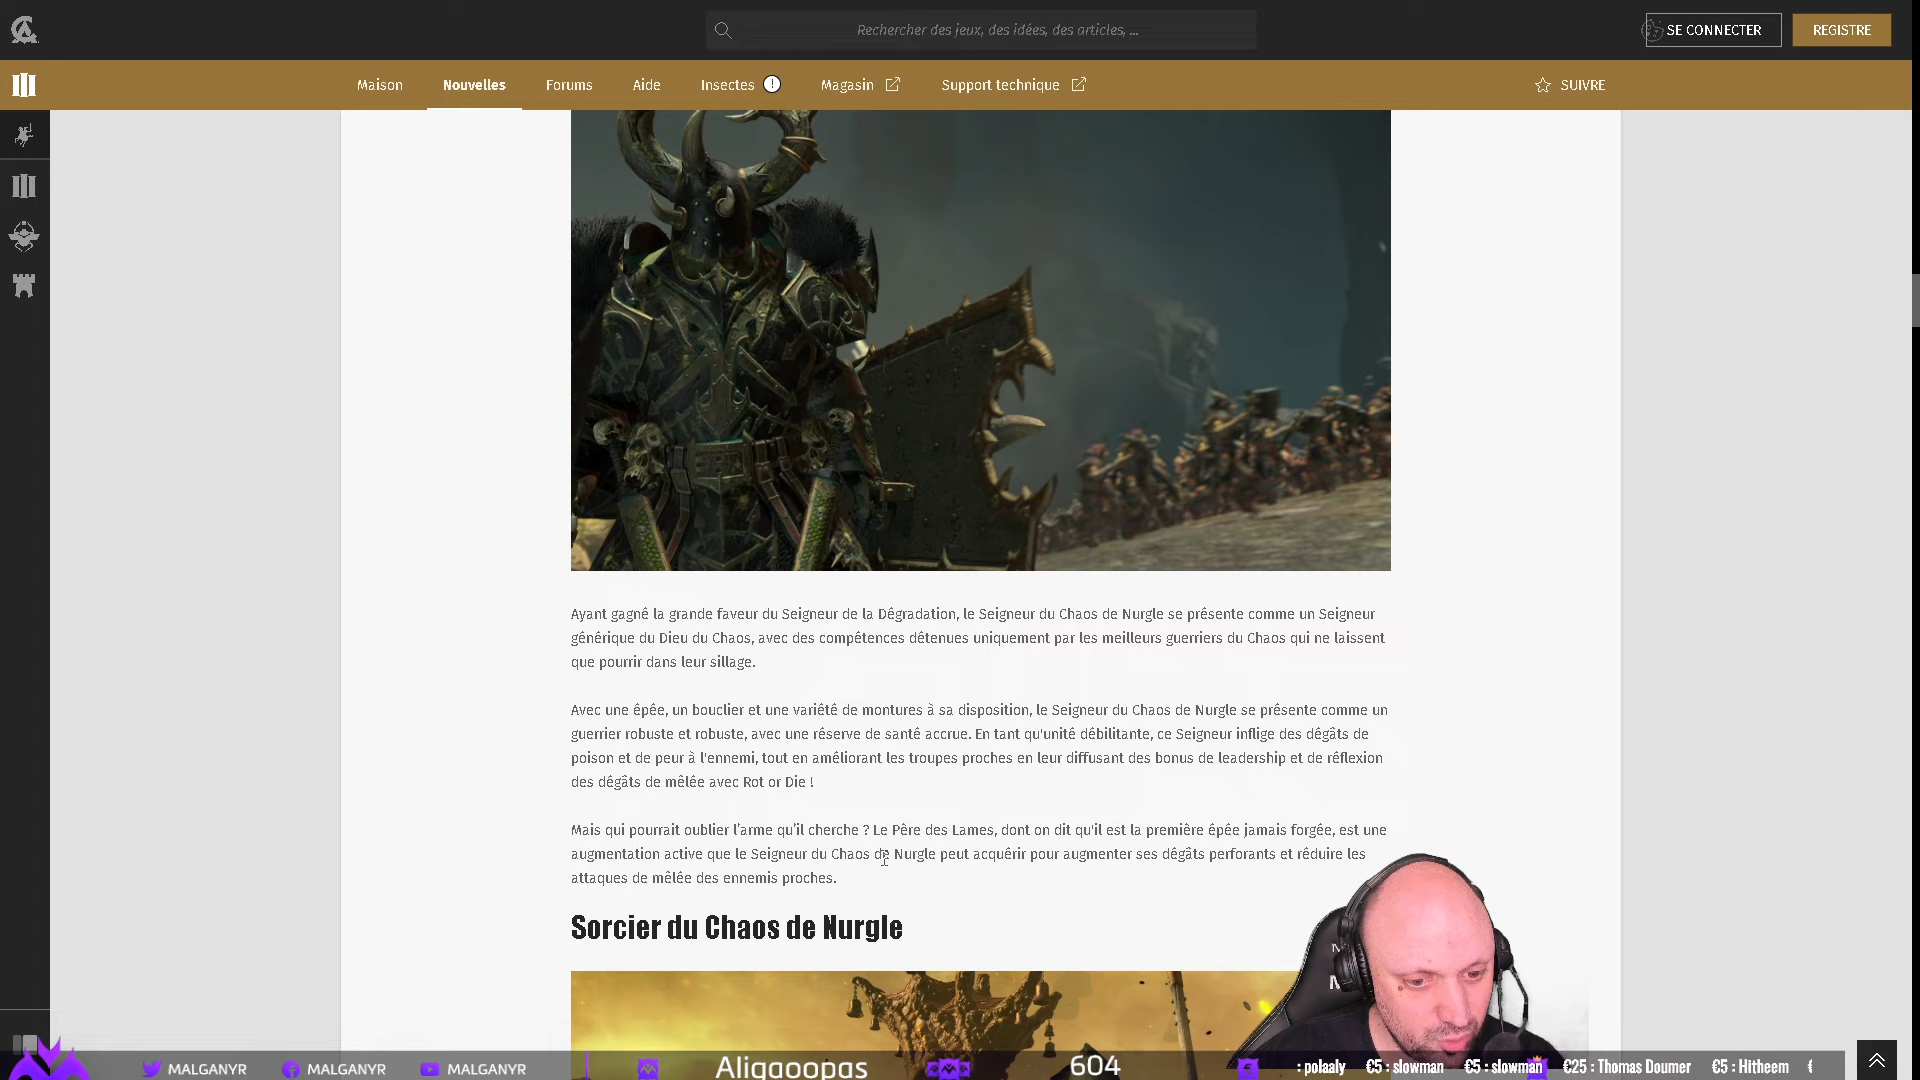 Rechercher des jeux, des idées, des articles, ...
SE CONNECTER
REGISTRE
Maison
Nouvelles
Forums
Aide
Insectes
Magasin
Support technique
SUIVRE
Ayant gagné la grande faveur du Seigneur de la Dégradation, le Seigneur du Chaos de Nurgle se présente comme un Seigneur
générique du Dieu du Chaos, avec des compétences détenues uniquement par les meilleurs guerriers du Chaos qui ne laissent
que pourrir dans leur sillage.
Avec une épée, un bouclier et une variété de montures à sa disposition, le Seigneur du Chaos de Nurgle se présente comme un
guerrier robuste et robuste, avec une réserve de santé accrue. En tant qu'unité débilitante, ce Seigneur inflige des dégâts de
poison et de peur à l'ennemi, tout en améliorant les troupes proches en leur diffusant des bonus de leadership et de réflexion
des dégâts de mêlée avec Rot or Die !
Mais qui pourrait oublier l’arme qu’il cherche ? Le Père des Lames, dont on dit qu'il est la première épée jamais forgée, est une
augmentation active que le Seigneur du Chaos de Nurgle peut acquérir pour augmenter ses dégâts perforants et réduire les
attaques de mêlée des ennemis proches.
Sorcier du Chaos de Nurgle
MALGANYR
MALGANYR
MALGANYR
Aligaoopas
604
: polaaly €5 : slowman €5 : slowman €25 : Thomas Doumer €5 : Hitheem